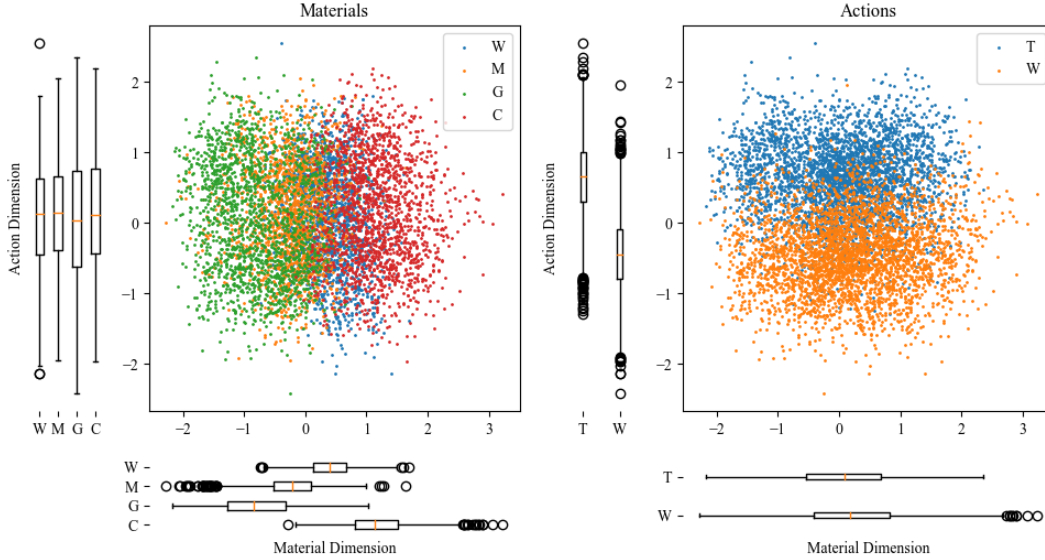 Materials
W
M
G
C
Action Dimension
2
1
0
−1
−2
W M G C
−2 −1 0 1 2 3
W
M
G
C
Material Dimension
Actions
T
W
Action Dimension
2
1
0
−1
−2
T W
−2 −1 0 1 2 3
T
W
Material Dimension